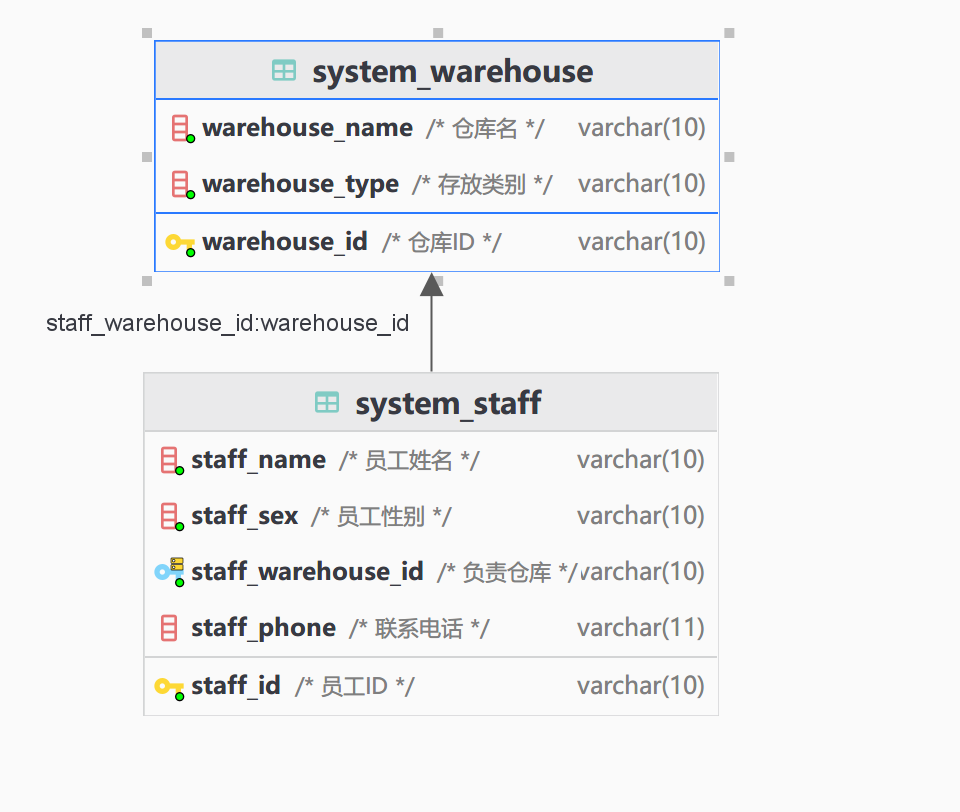 system_warehouse
warehouse_name /* 仓库名 */ varchar(10)
warehouse_type /* 存放类别 */ varchar(10)
warehouse_id /* 仓库ID */ varchar(10)
staff_warehouse_id:warehouse_id
system_staff
staff_name /* 员工姓名 */ varchar(10)
staff_sex /* 员工性别 */ varchar(10)
staff_warehouse_id /* 负责仓库 */ varchar(10)
staff_phone /* 联系电话 */ varchar(11)
staff_id /* 员工ID */ varchar(10)